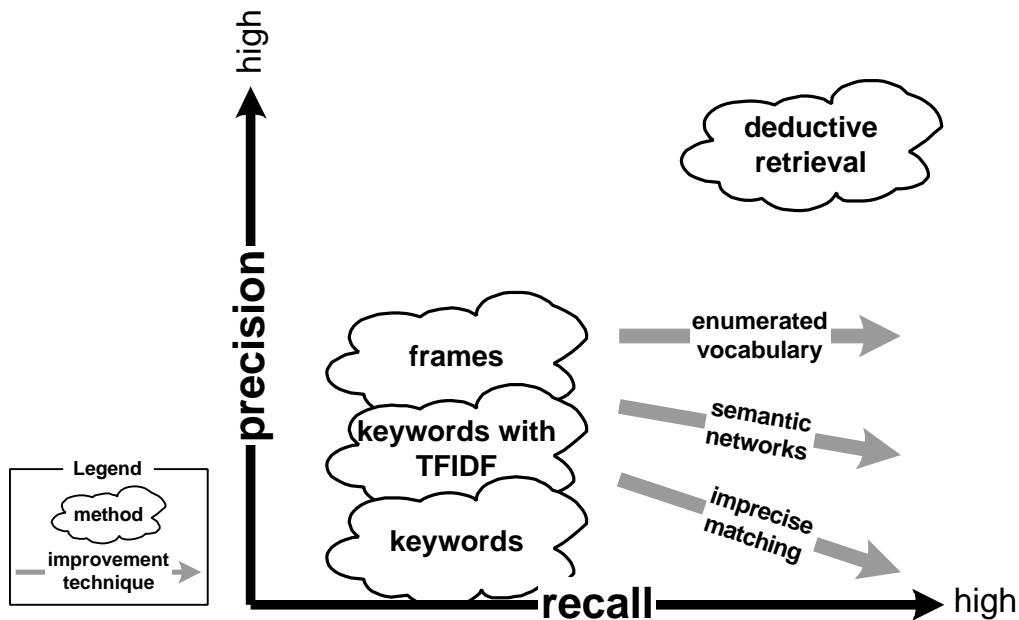 high
precision
deductive
retrieval
frames
enumerated
vocabulary
keywords with
TFIDF
semantic
networks
keywords
imprecise
matching
Legend
method
improvement
technique
recall
high